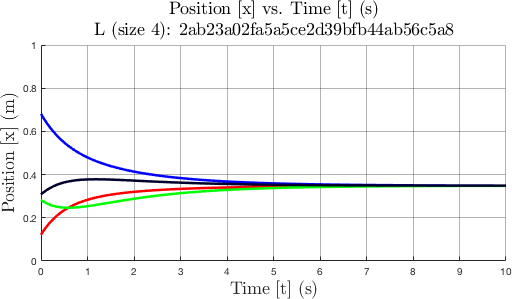 Position [x] vs. Time [t] (s)
L (size 4): 2ab23a02fa5a5ce2d39bfb44ab56c5a8
Position [x] (m)
1
0.8
0.6
0.4
0.2
0
0 1 2 3 4 5 6 7 8 9 10
Time [t] (s)